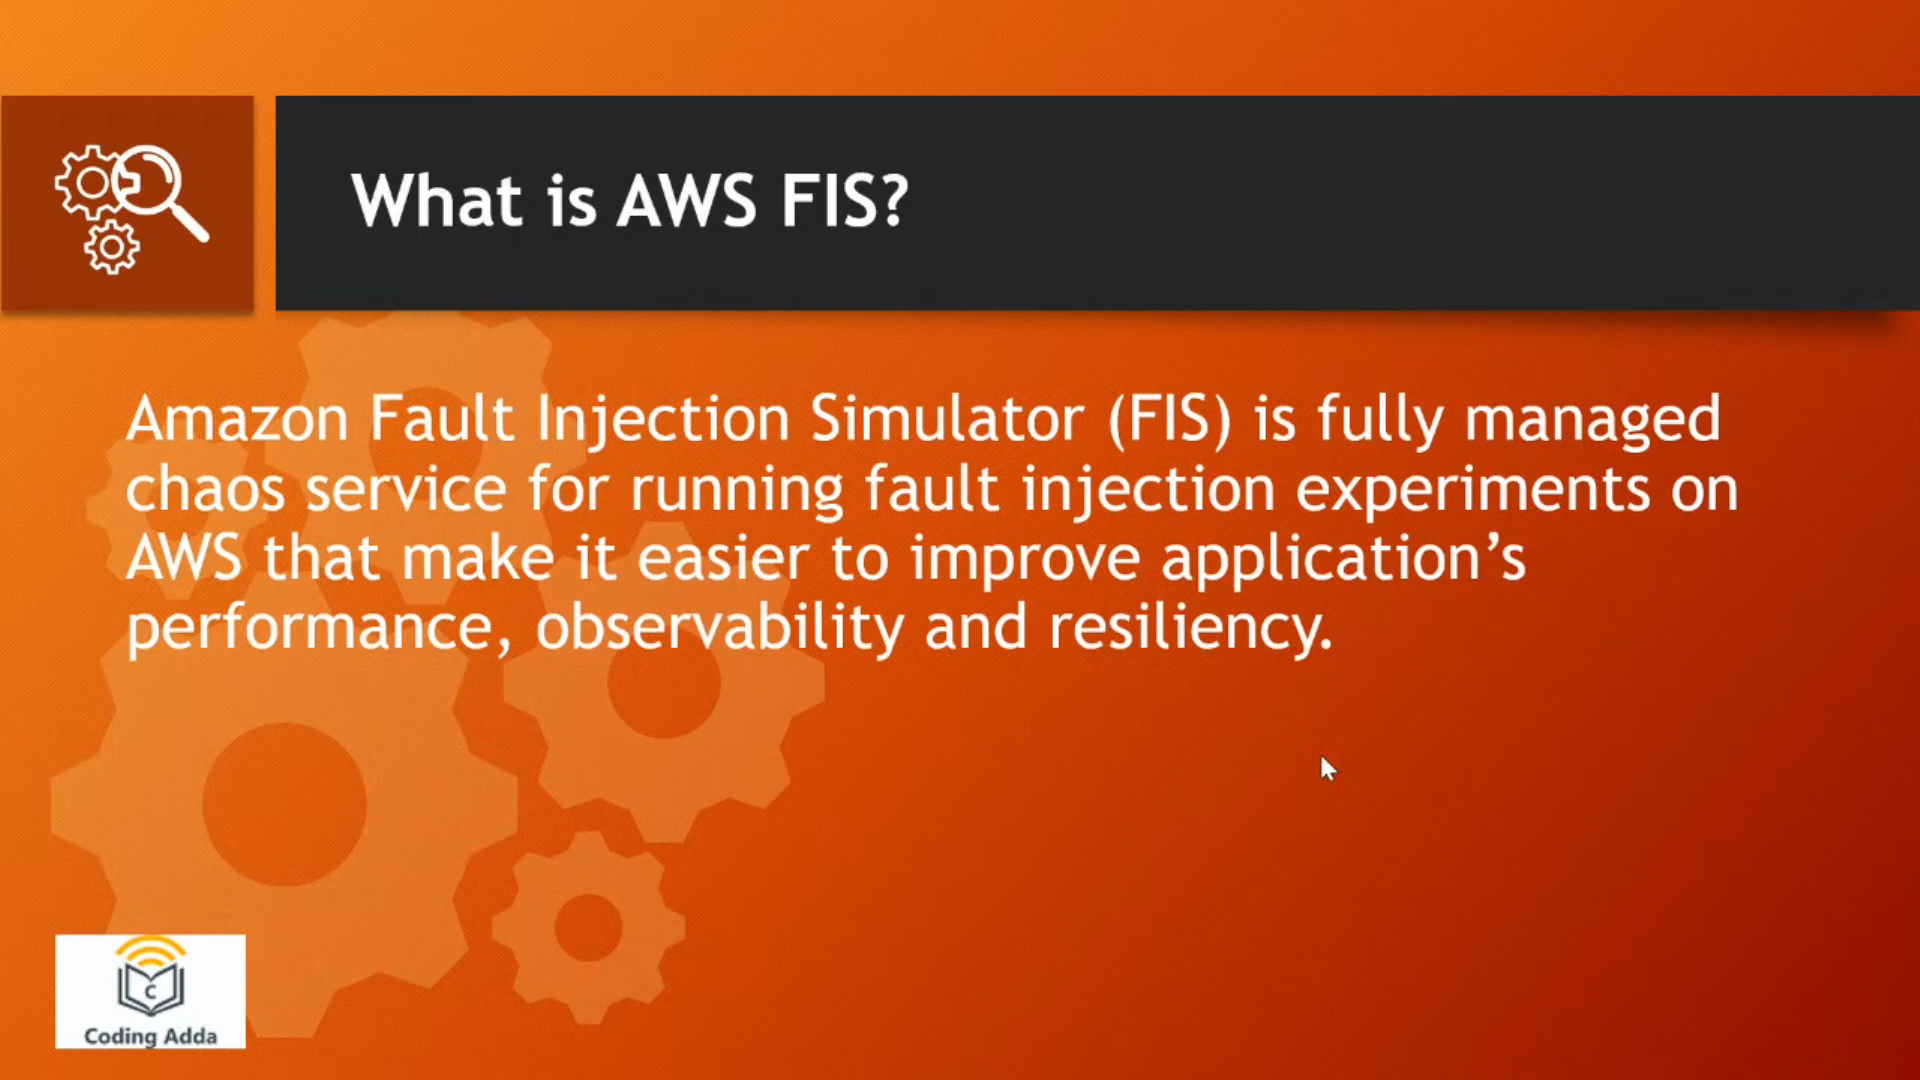 What is AWS FIS?
Amazon Fault Injection Simulator (FIS) is fully managed
chaos service for running fault injection experiments on
AWS that make it easier to improve application’s
performance, observability and resiliency.
C
Coding Adda